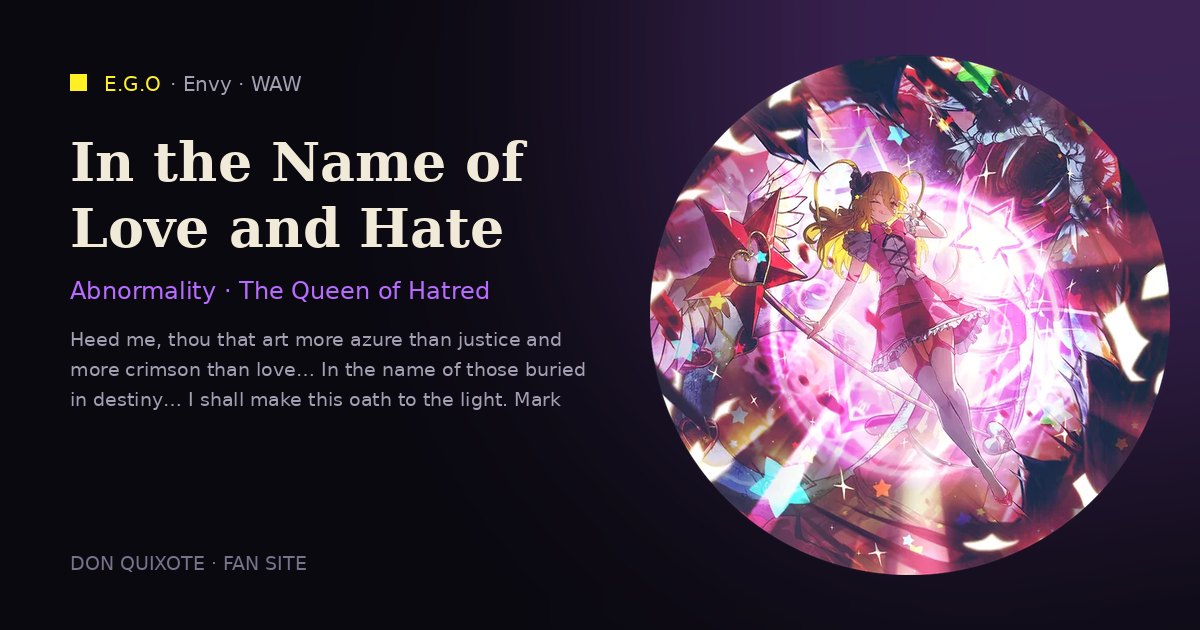 E.G.O · Envy · WAW
In the Name of
Love and Hate
Abnormality · The Queen of Hatred
Heed me, thou that art more azure than justice and
more crimson than love… In the name of those buried
in destiny… I shall make this oath to the light. Mark
DON QUIXOTE · FAN SITE